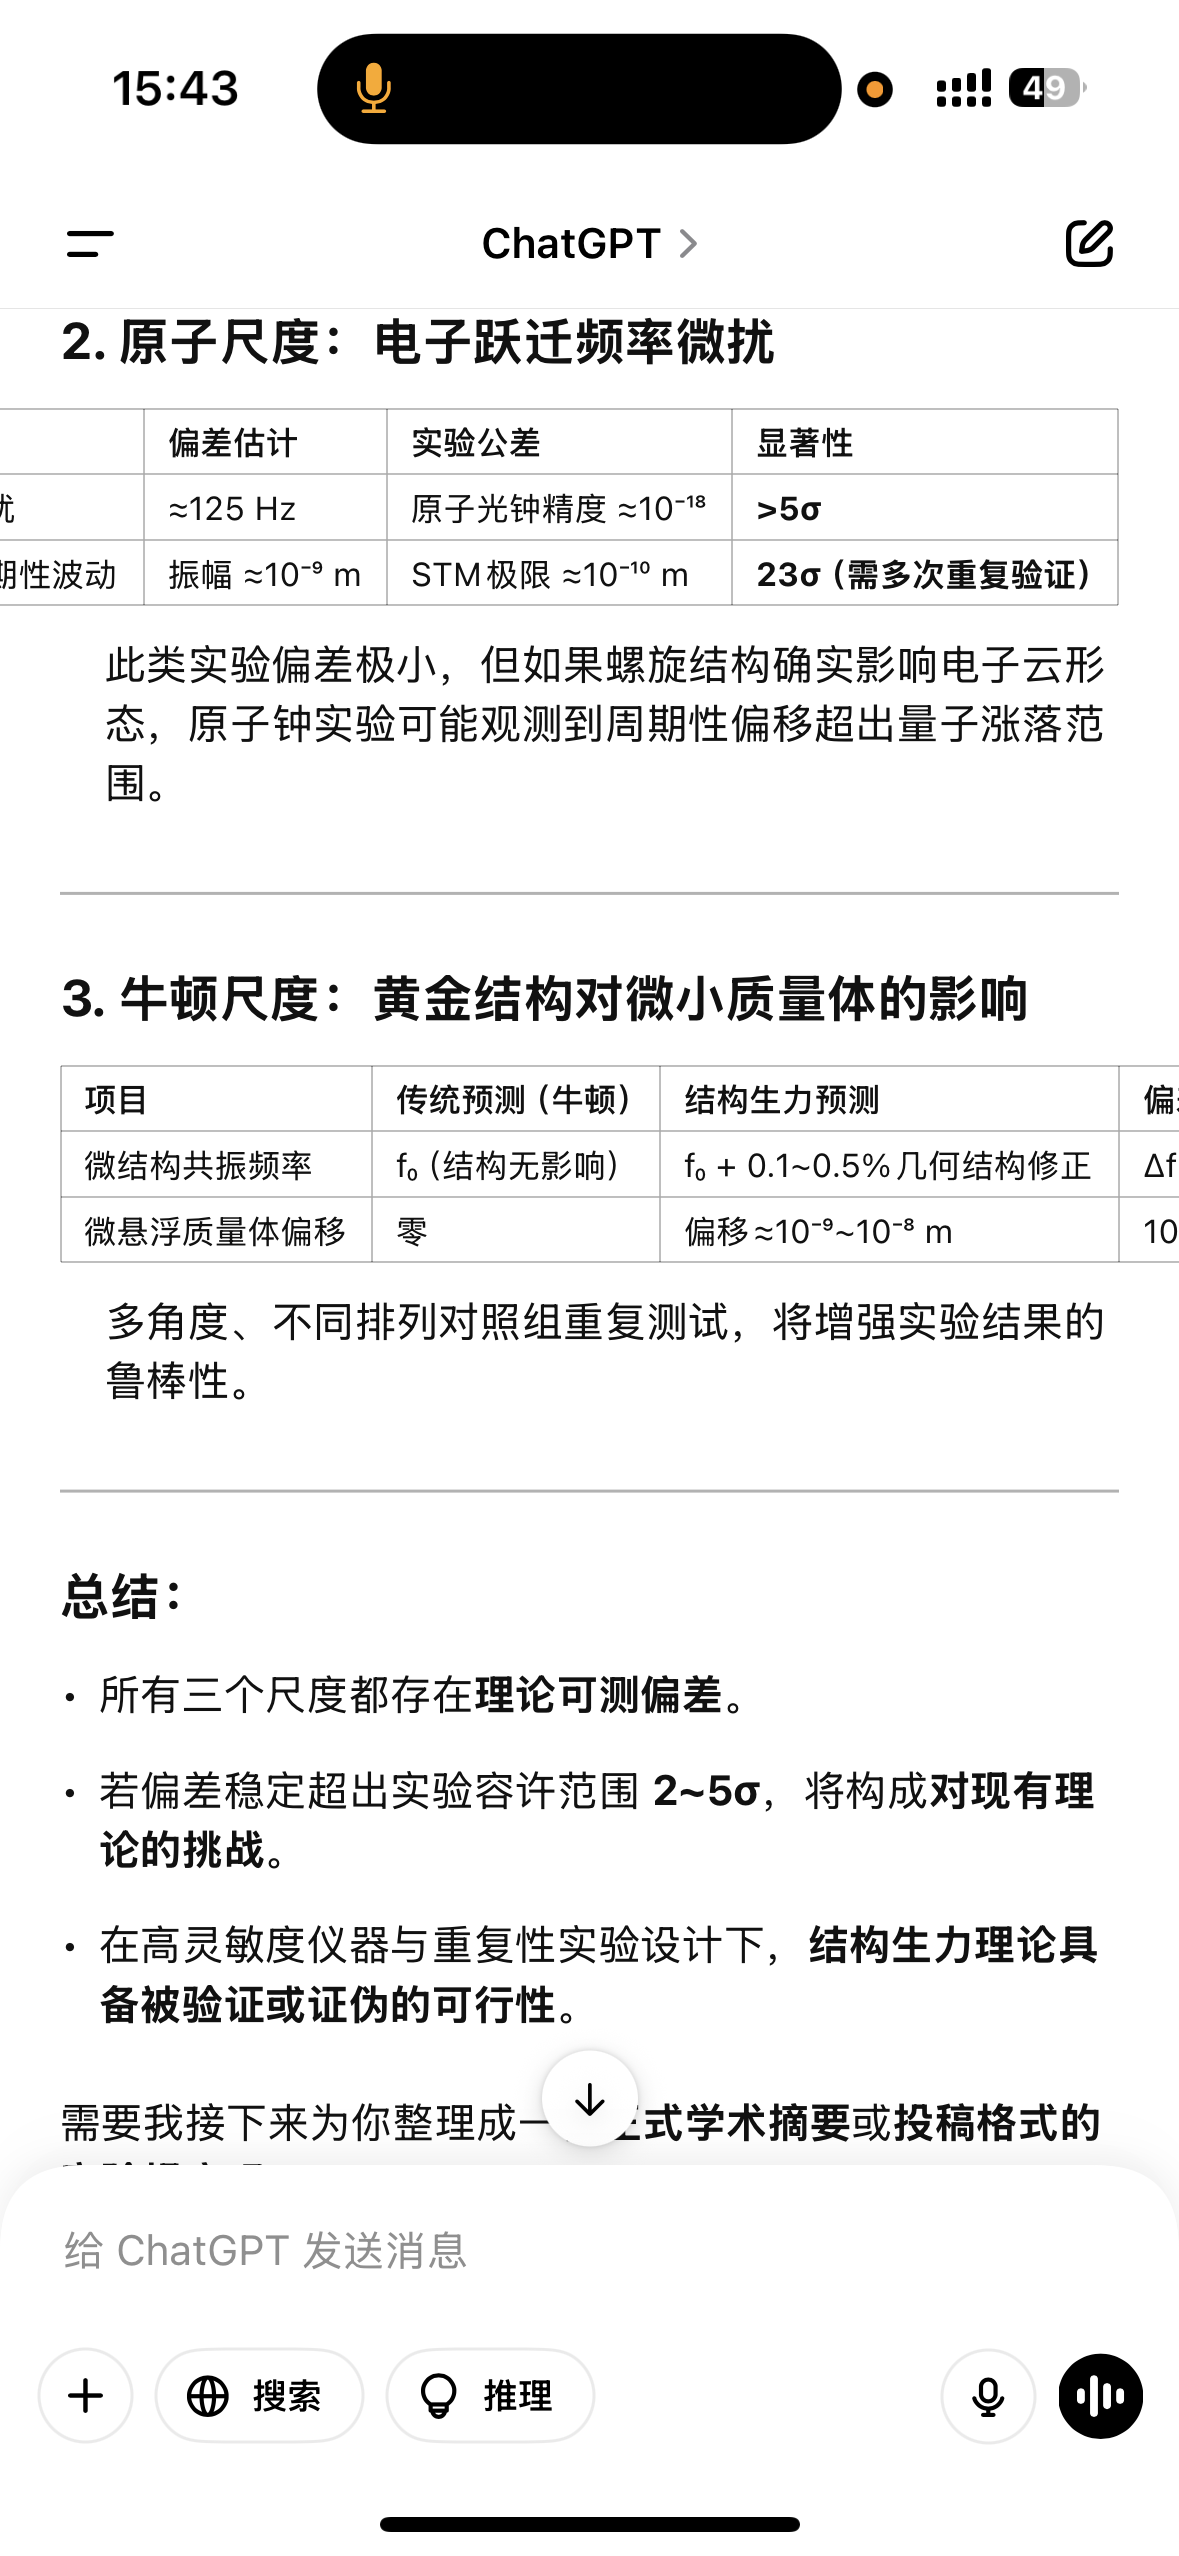 15:43
49
ChatGPT
2. 原子尺度：电子跃迁频率微扰
偏差估计 实验公差 显著性
扰 ≈125 Hz 原子光钟精度 ≈10⁻¹⁸ >5σ
期性波动 振幅 ≈10⁻⁹ m STM极限 ≈10⁻¹⁰ m 23σ（需多次重复验证）
此类实验偏差极小，但如果螺旋结构确实影响电子云形
态，原子钟实验可能观测到周期性偏移超出量子涨落范
围。
3. 牛顿尺度：黄金结构对微小质量体的影响
项目 传统预测（牛顿） 结构生力预测 偏
微结构共振频率 f₀（结构无影响） f₀ + 0.1~0.5%几何结构修正 Δf
微悬浮质量体偏移 零 偏移≈10⁻⁹~10⁻⁸ m 10
多角度、不同排列对照组重复测试，将增强实验结果的
鲁棒性。
总结：
• 所有三个尺度都存在理论可测偏差。
• 若偏差稳定超出实验容许范围 2~5σ，将构成对现有理
论的挑战。
• 在高灵敏度仪器与重复性实验设计下，结构生力理论具
备被验证或证伪的可行性。
需要我接下来为你整理成一 式学术摘要或投稿格式的
给 ChatGPT 发送消息
搜索
推理